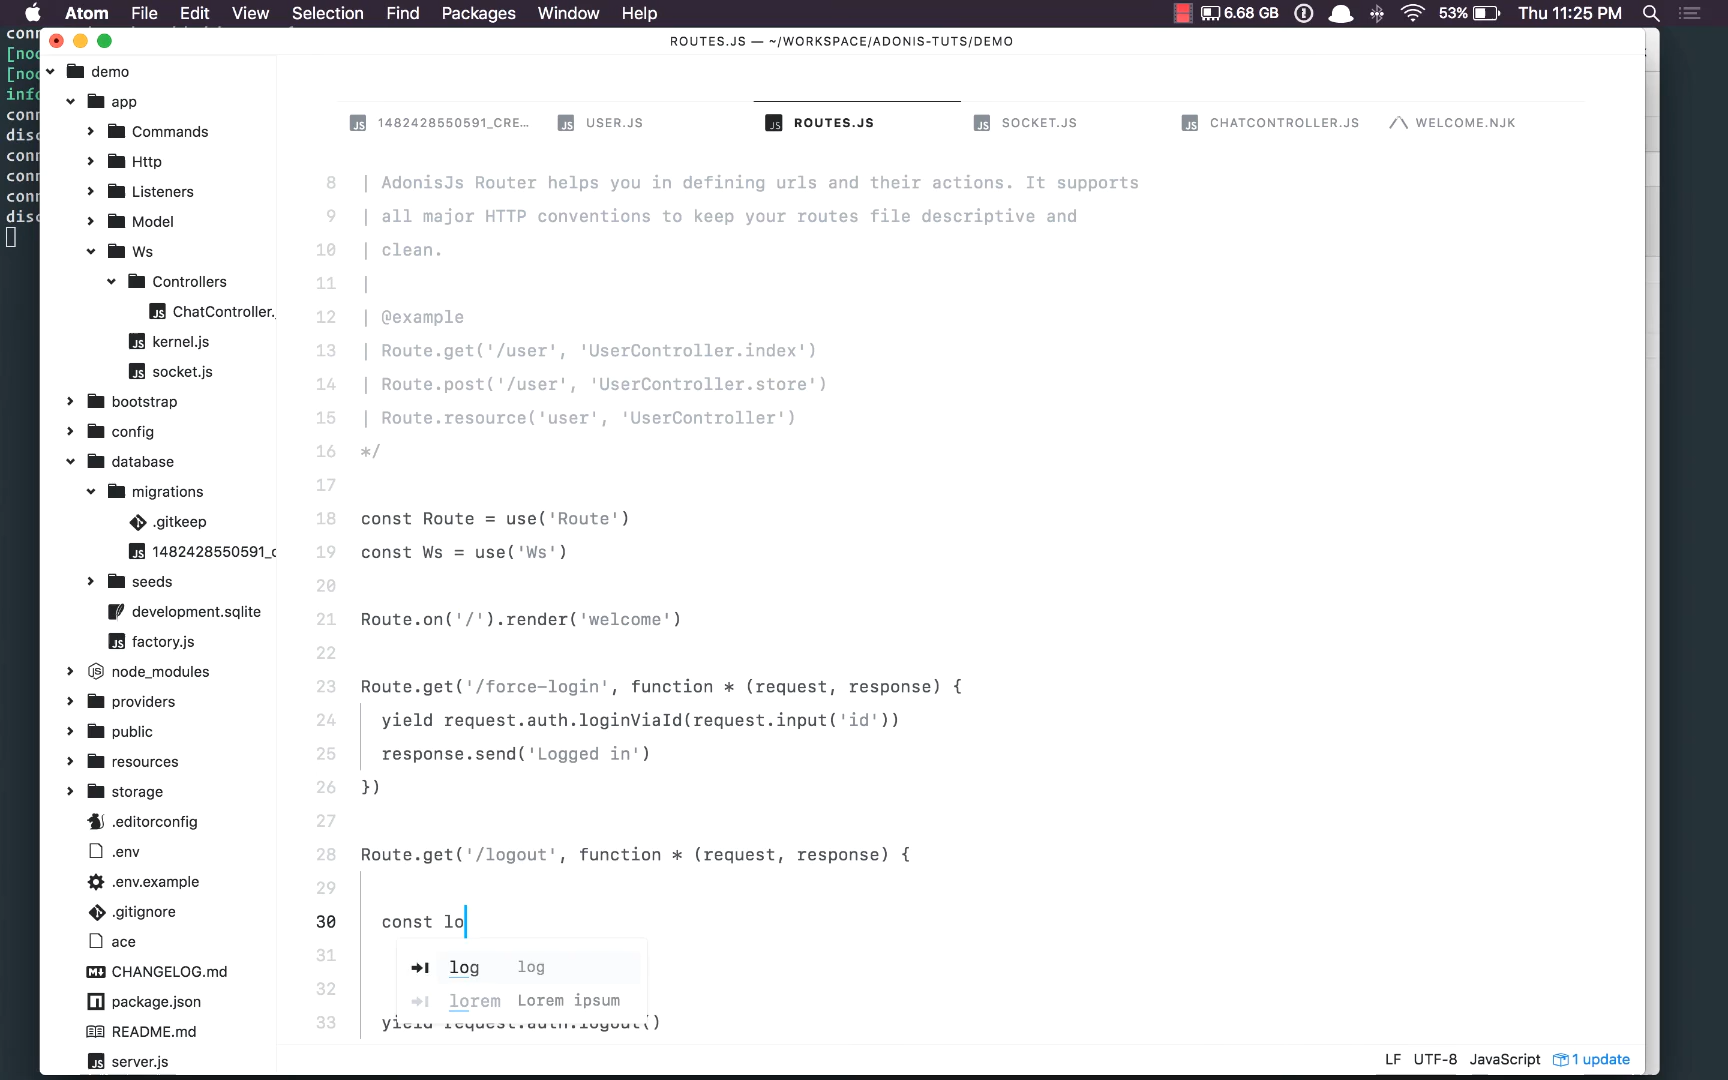 Atom File Edit View Selection Find Packages Window Help 6.68 GB 53% Thu 11:25 PM
ROUTES.JS — ~/WORKSPACE/ADONIS-TUTS/DEMO
demo
app
Commands
Http
Listeners
Model
Ws
Controllers
ChatController.
kernel.js
socket.js
bootstrap
config
database
migrations
.gitkeep
1482428550591_c
seeds
development.sqlite
factory.js
node_modules
providers
public
resources
storage
.editorconfig
.env
.env.example
.gitignore
ace
CHANGELOG.md
package.json
README.md
server.js
1482428550591_CRE… USER.JS ROUTES.JS SOCKET.JS CHATCONTROLLER.JS WELCOME.NJK
8 | AdonisJs Router helps you in defining urls and their actions. It supports
9 | all major HTTP conventions to keep your routes file descriptive and
10 | clean.
11 |
12 | @example
13 | Route.get('/user', 'UserController.index')
14 | Route.post('/user', 'UserController.store')
15 | Route.resource('user', 'UserController')
16 */
17
18 const Route = use('Route')
19 const Ws = use('Ws')
20
21 Route.on('/').render('welcome')
22
23 Route.get('/force-login', function * (request, response) {
24 yield request.auth.loginViaId(request.input('id'))
25 response.send('Logged in')
26 })
27
28 Route.get('/logout', function * (request, response) {
29
30 const lo
31
log log
32
lorem Lorem ipsum
33 yield request.auth.logout()
LF UTF-8 JavaScript 1 update